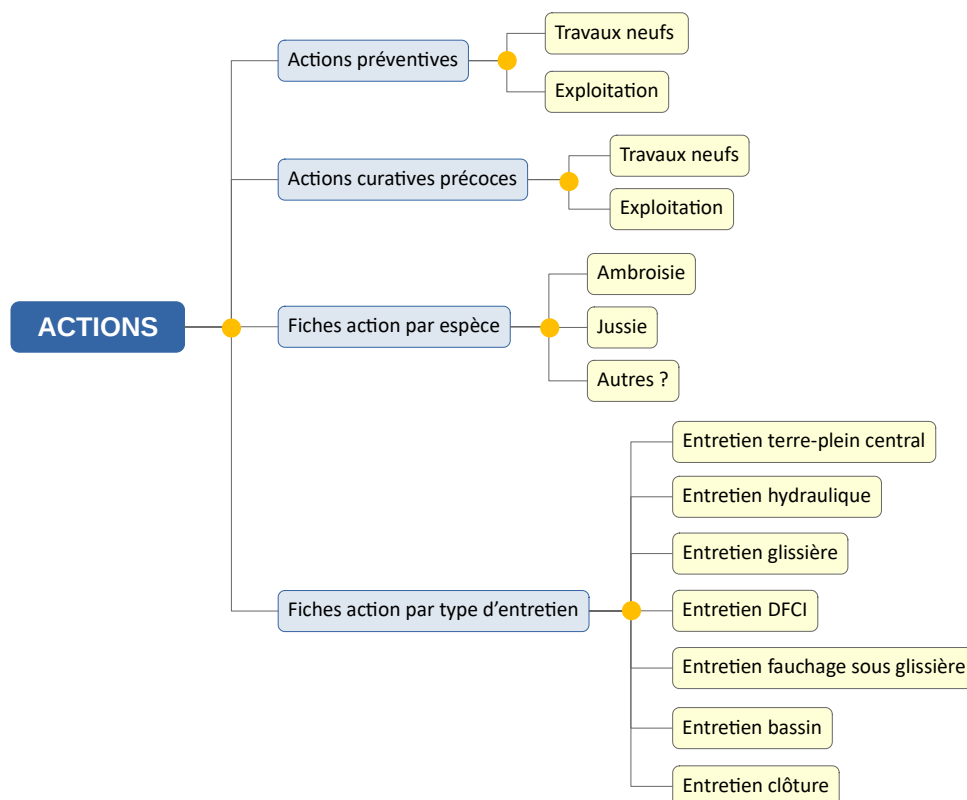 ACTIONS
Actions préventives
Travaux neufs
Exploitation
Actions curatives précoces
Travaux neufs
Exploitation
Fiches action par espèce
Ambroisie
Jussie
Autres ?
Fiches action par type d’entretien
Entretien terre-plein central
Entretien hydraulique
Entretien glissière
Entretien DFCI
Entretien fauchage sous glissière
Entretien bassin
Entretien clôture